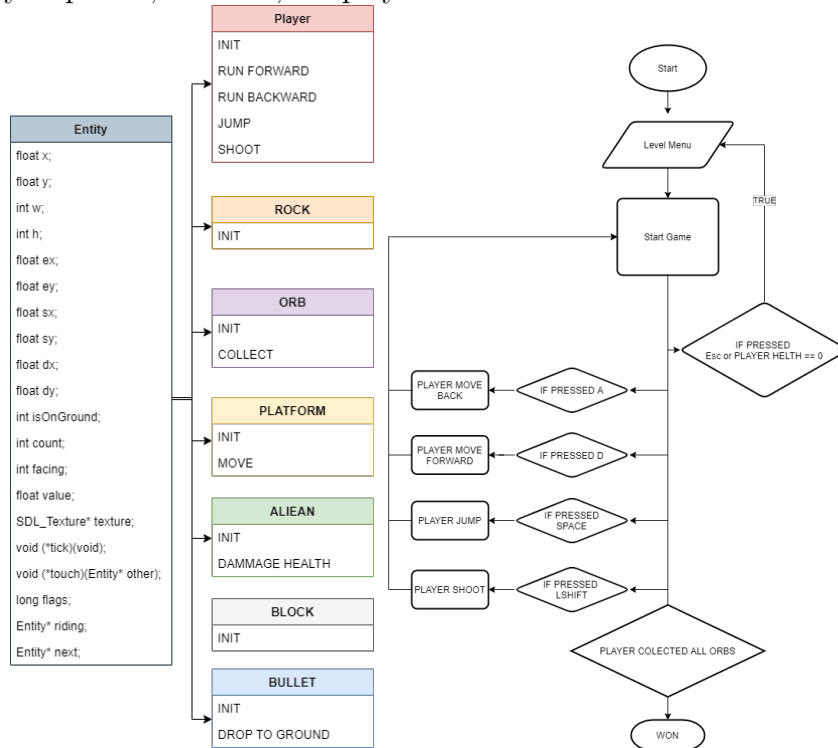 Player
INIT
RUN FORWARD
RUN BACKWARD
JUMP
SHOOT
Entity
float x;
float y;
int w;
int h;
float ex;
float ey;
float sx;
float sy;
float dx;
float dy;
int isOnGround;
int count;
int facing;
float value;
SDL_Texture* texture;
void (*tick)(void);
void (*touch)(Entity* other);
long flags;
Entity* riding;
Entity* next;
ROCK
INIT
ORB
INIT
COLLECT
PLATFORM
INIT
MOVE
ALIEAN
INIT
DAMMAGE HEALTH
BLOCK
INIT
BULLET
INIT
DROP TO GROUND
Start
Level Menu
TRUE
Start Game
IF PRESSED
Esc or PLAYER HELTH == 0
PLAYER MOVE
BACK
IF PRESSED A
PLAYER MOVE
FORWARD
IF PRESSED D
PLAYER JUMP
IF PRESSED
SPACE
PLAYER SHOOT
IF PRESSED
LSHIFT
PLAYER COLECTED ALL ORBS
WON